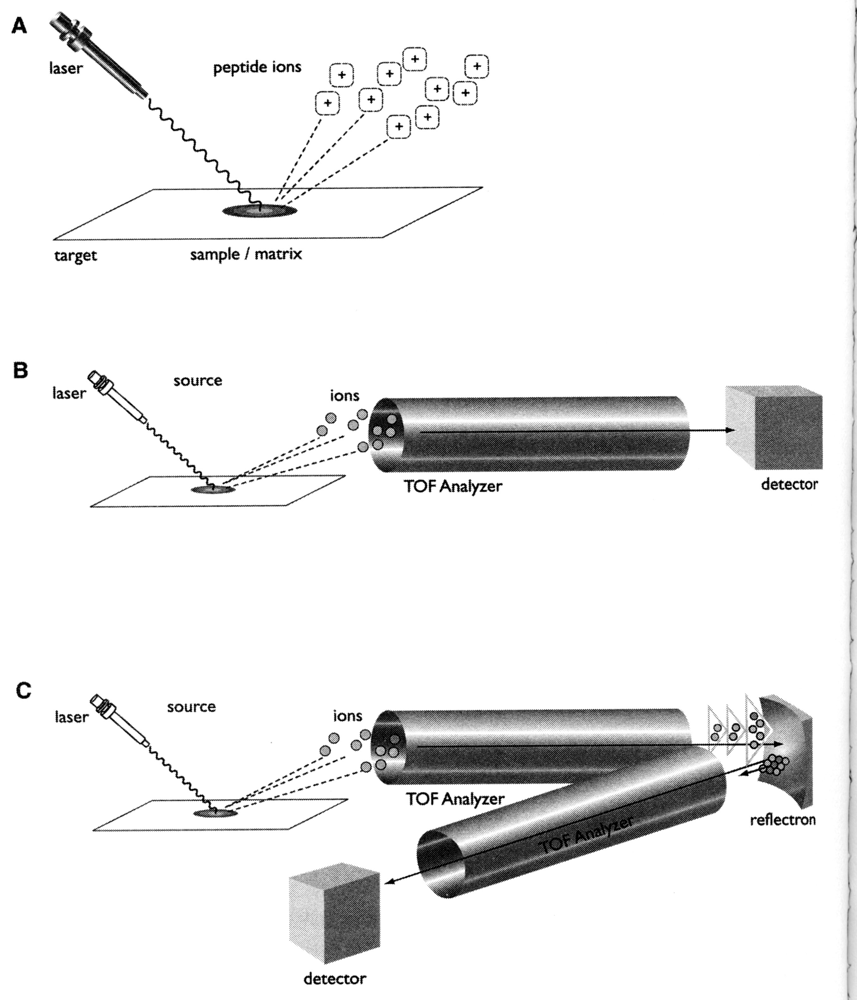 A
laser
peptide ions
+ + + + + + + + + +
target
sample / matrix
B
laser
source
ions
TOF Analyzer
detector
C
laser
source
ions
TOF Analyzer
TOF Analyzer
reflectron
detector